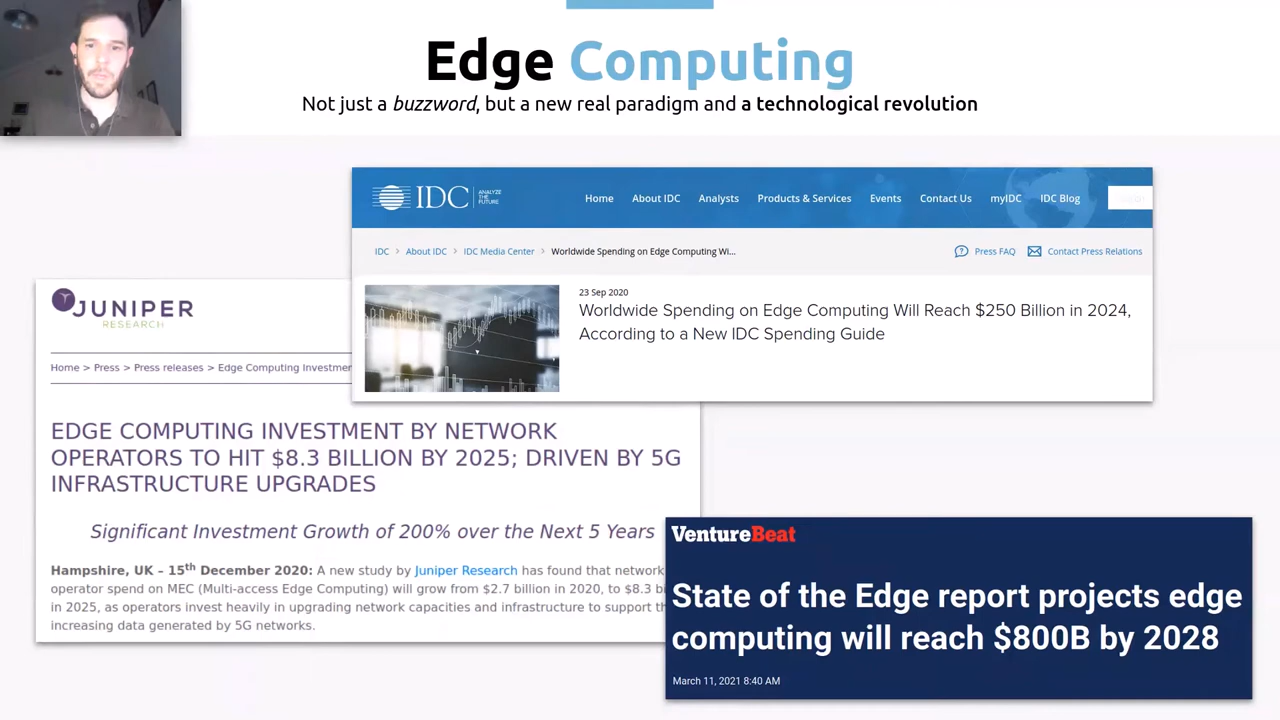 Edge Computing
Not just a buzzword, but a new real paradigm and a technological revolution
IDC
ANALYZE
THE
FUTURE
Home About IDC Analysts Products & Services Events Contact Us myIDC IDC Blog
IDC > About IDC > IDC Media Center > Worldwide Spending on Edge Computing Wi...
Press FAQ Contact Press Relations
23 Sep 2020
Worldwide Spending on Edge Computing Will Reach $250 Billion in 2024,
According to a New IDC Spending Guide
JUNIPER
RESEARCH
Home > Press > Press releases > Edge Computing Investmen
EDGE COMPUTING INVESTMENT BY NETWORK
OPERATORS TO HIT $8.3 BILLION BY 2025; DRIVEN BY 5G
INFRASTRUCTURE UPGRADES
Significant Investment Growth of 200% over the Next 5 Years
Hampshire, UK – 15th December 2020: A new study by Juniper Research has found that network
operator spend on MEC (Multi-access Edge Computing) will grow from $2.7 billion in 2020, to $8.3 b
in 2025, as operators invest heavily in upgrading network capacities and infrastructure to support th
increasing data generated by 5G networks.
VentureBeat
State of the Edge report projects edge
computing will reach $800B by 2028
March 11, 2021 8:40 AM